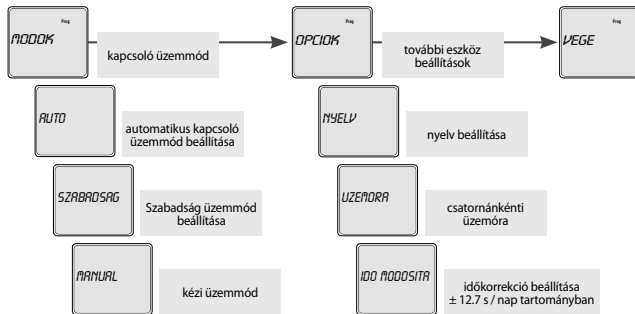 Prog
MODOK
kapcsoló üzemmód
Prog
OPCIOK
további eszköz
beállítások
Prog
VEGE
AUTO
automatikus kapcsoló
üzemmód beállítása
NYELV
nyelv beállítása
SZABADSAG
Szabadság üzemmód
beállítása
UZEMORA
csatornánkénti
üzemóra
MANUAL
kézi üzemmód
IDO MODOSITA
időkorrekció beállítása
± 12.7 s / nap tartományban